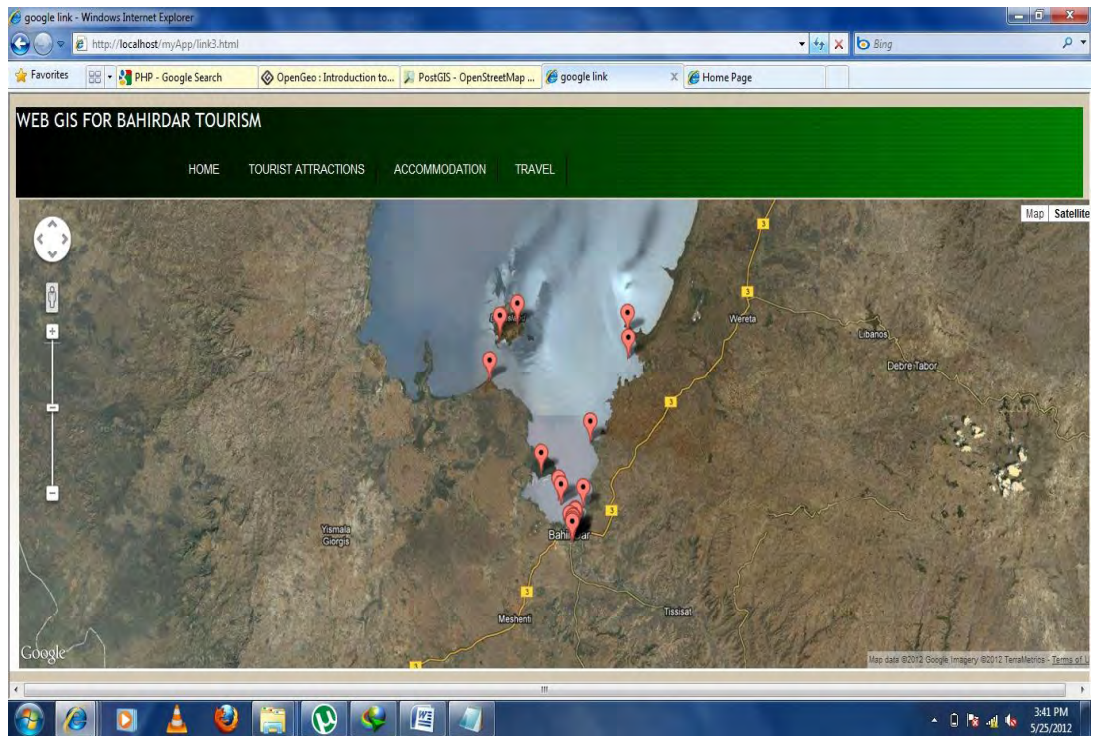 google link - Windows Internet Explorer
http://localhost/myApp/link3.html
Bing
Favorites
PHP - Google Search
OpenGeo : Introduction to...
PostGIS - OpenStreetMap ...
google link
Home Page
WEB GIS FOR BAHIRDAR TOURISM
HOME TOURIST ATTRACTIONS ACCOMMODATION TRAVEL
Map Satellite
3
3
Wereta
Libanos
Debre Tabor
3
3
Yismala
Giorgis
3
Meshenti
Tissisat
3
Google
Map data ©2012 Google Imagery ©2012 TerraMetrics - Terms of U
3:41 PM
5/25/2012